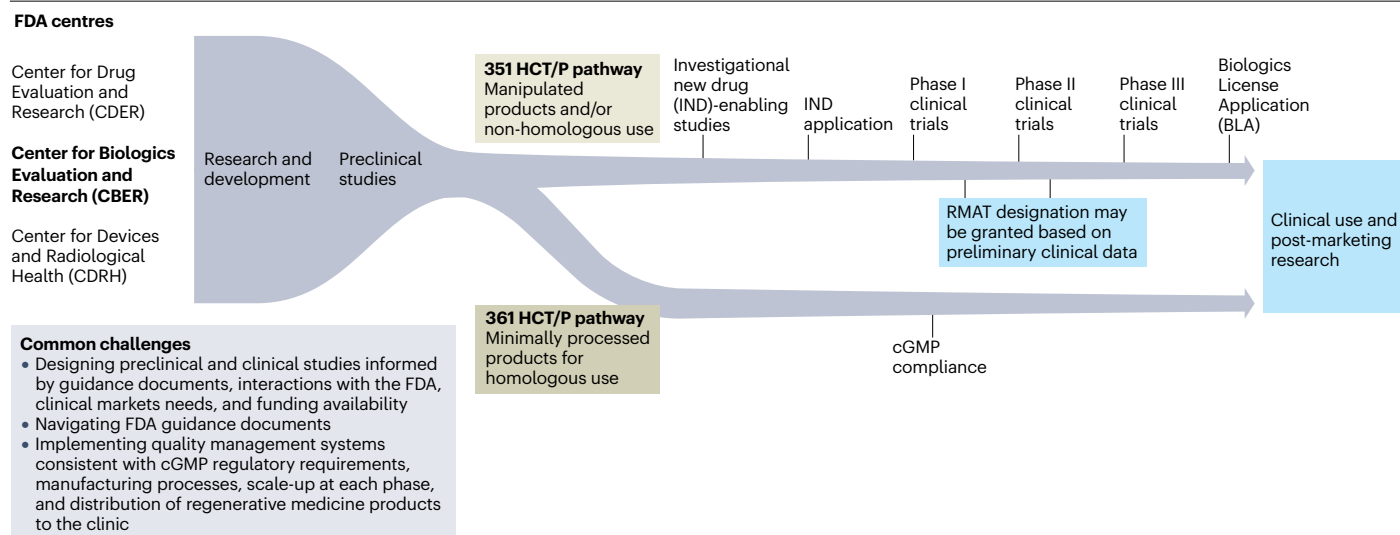 FDA centres
Center for Drug
Evaluation and
Research (CDER)
Center for Biologics
Evaluation and
Research (CBER)
Center for Devices
and Radiological
Health (CDRH)
Research and
development
Preclinical
studies
351 HCT/P pathway
Manipulated
products and/or
non-homologous use
Investigational
new drug
(IND)-enabling
studies
IND
application
Phase I
clinical
trials
Phase II
clinical
trials
Phase III
clinical
trials
Biologics
License
Application
(BLA)
RMAT designation may
be granted based on
preliminary clinical data
Clinical use and
post-marketing
research
361 HCT/P pathway
Minimally processed
products for
homologous use
cGMP
compliance
Common challenges
• Designing preclinical and clinical studies informed
by guidance documents, interactions with the FDA,
clinical markets needs, and funding availability
• Navigating FDA guidance documents
• Implementing quality management systems
consistent with cGMP regulatory requirements,
manufacturing processes, scale-up at each phase,
and distribution of regenerative medicine products
to the clinic